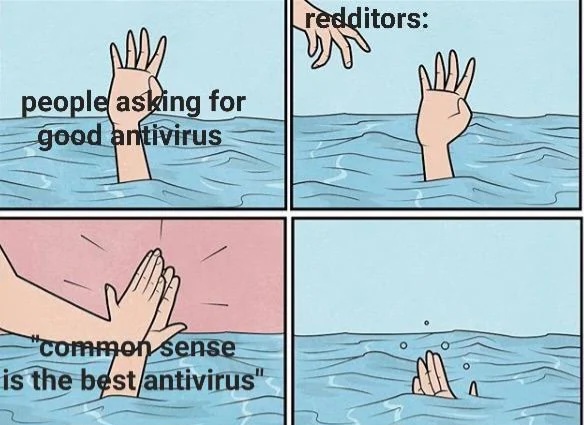 people asking for
good antivirus
redditors:
"common sense
is the best antivirus"